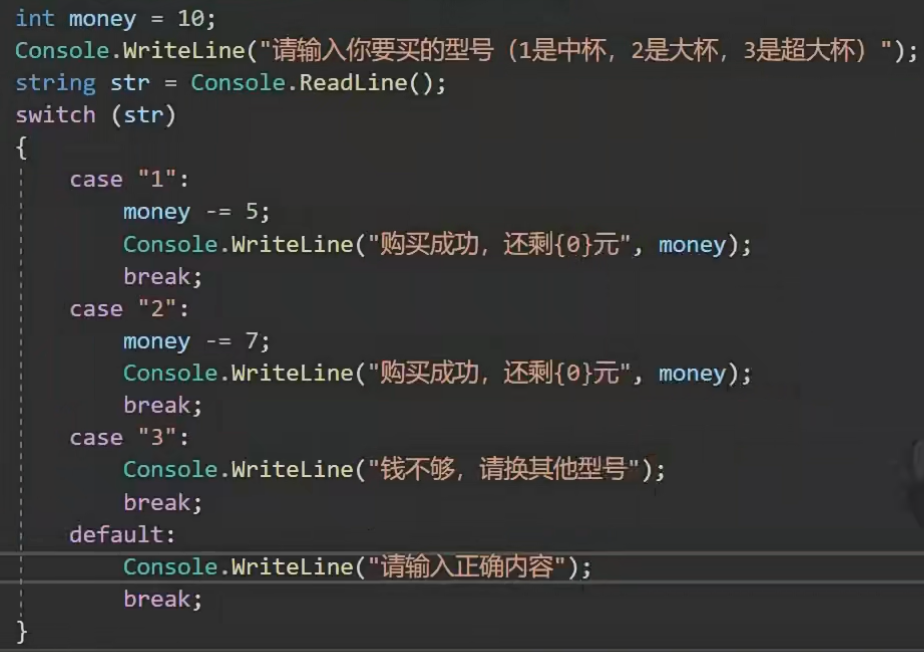 int money = 10;
Console.WriteLine("请输入你要买的型号（1是中杯，2是大杯，3是超大杯）");
string str = Console.ReadLine();
switch (str)
{
    case "1":
        money -= 5;
        Console.WriteLine("购买成功，还剩{0}元", money);
        break;
    case "2":
        money -= 7;
        Console.WriteLine("购买成功，还剩{0}元", money);
        break;
    case "3":
        Console.WriteLine("钱不够，请换其他型号");
        break;
    default:
        Console.WriteLine("请输入正确内容");
        break;
}